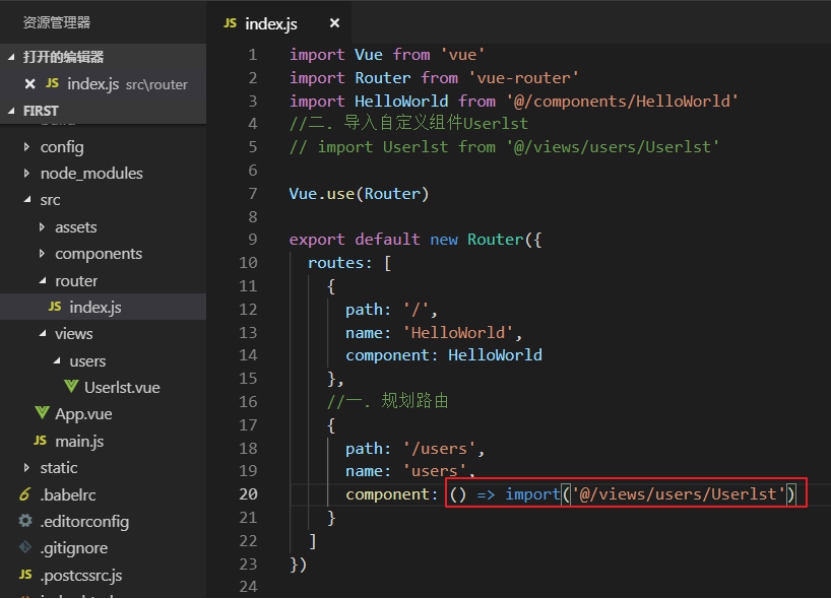 资源管理器
打开的编辑器
× JS index.js src\router
FIRST
config
node_modules
src
assets
components
router
JS index.js
views
users
Userlst.vue
App.vue
JS main.js
static
.babelrc
.editorconfig
.gitignore
JS .postcssrc.js
JS index.js ×
1 import Vue from 'vue'
2 import Router from 'vue-router'
3 import HelloWorld from '@/components/HelloWorld'
4 //二. 导入自定义组件Userlst
5 // import Userlst from '@/views/users/Userlst'
6
7 Vue.use(Router)
8
9 export default new Router({
10 routes: [
11 {
12 path: '/',
13 name: 'HelloWorld',
14 component: HelloWorld
15 },
16 //一. 规划路由
17 {
18 path: '/users',
19 name: 'users',
20 component: () => import('@/views/users/Userlst')
21 }
22 ]
23 })
24